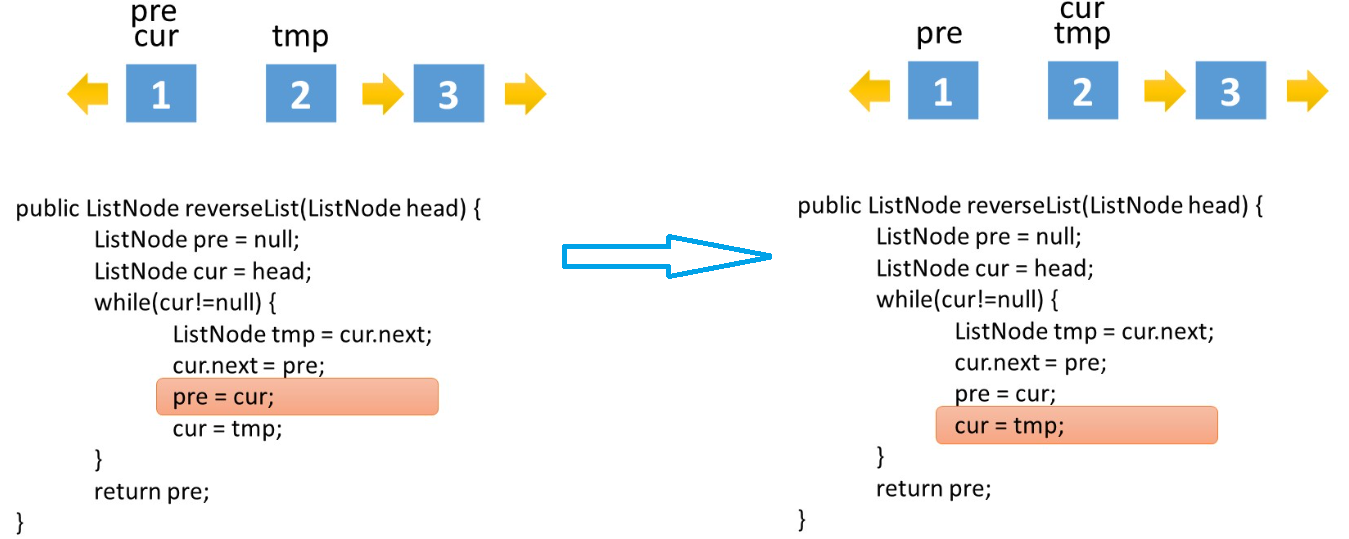 pre
cur
tmp
1
2
3
public ListNode reverseList(ListNode head) {
ListNode pre = null;
ListNode cur = head;
while(cur!=null) {
ListNode tmp = cur.next;
cur.next = pre;
pre = cur;
cur = tmp;
}
return pre;
}
pre
cur
tmp
1
2
3
public ListNode reverseList(ListNode head) {
ListNode pre = null;
ListNode cur = head;
while(cur!=null) {
ListNode tmp = cur.next;
cur.next = pre;
pre = cur;
cur = tmp;
}
return pre;
}